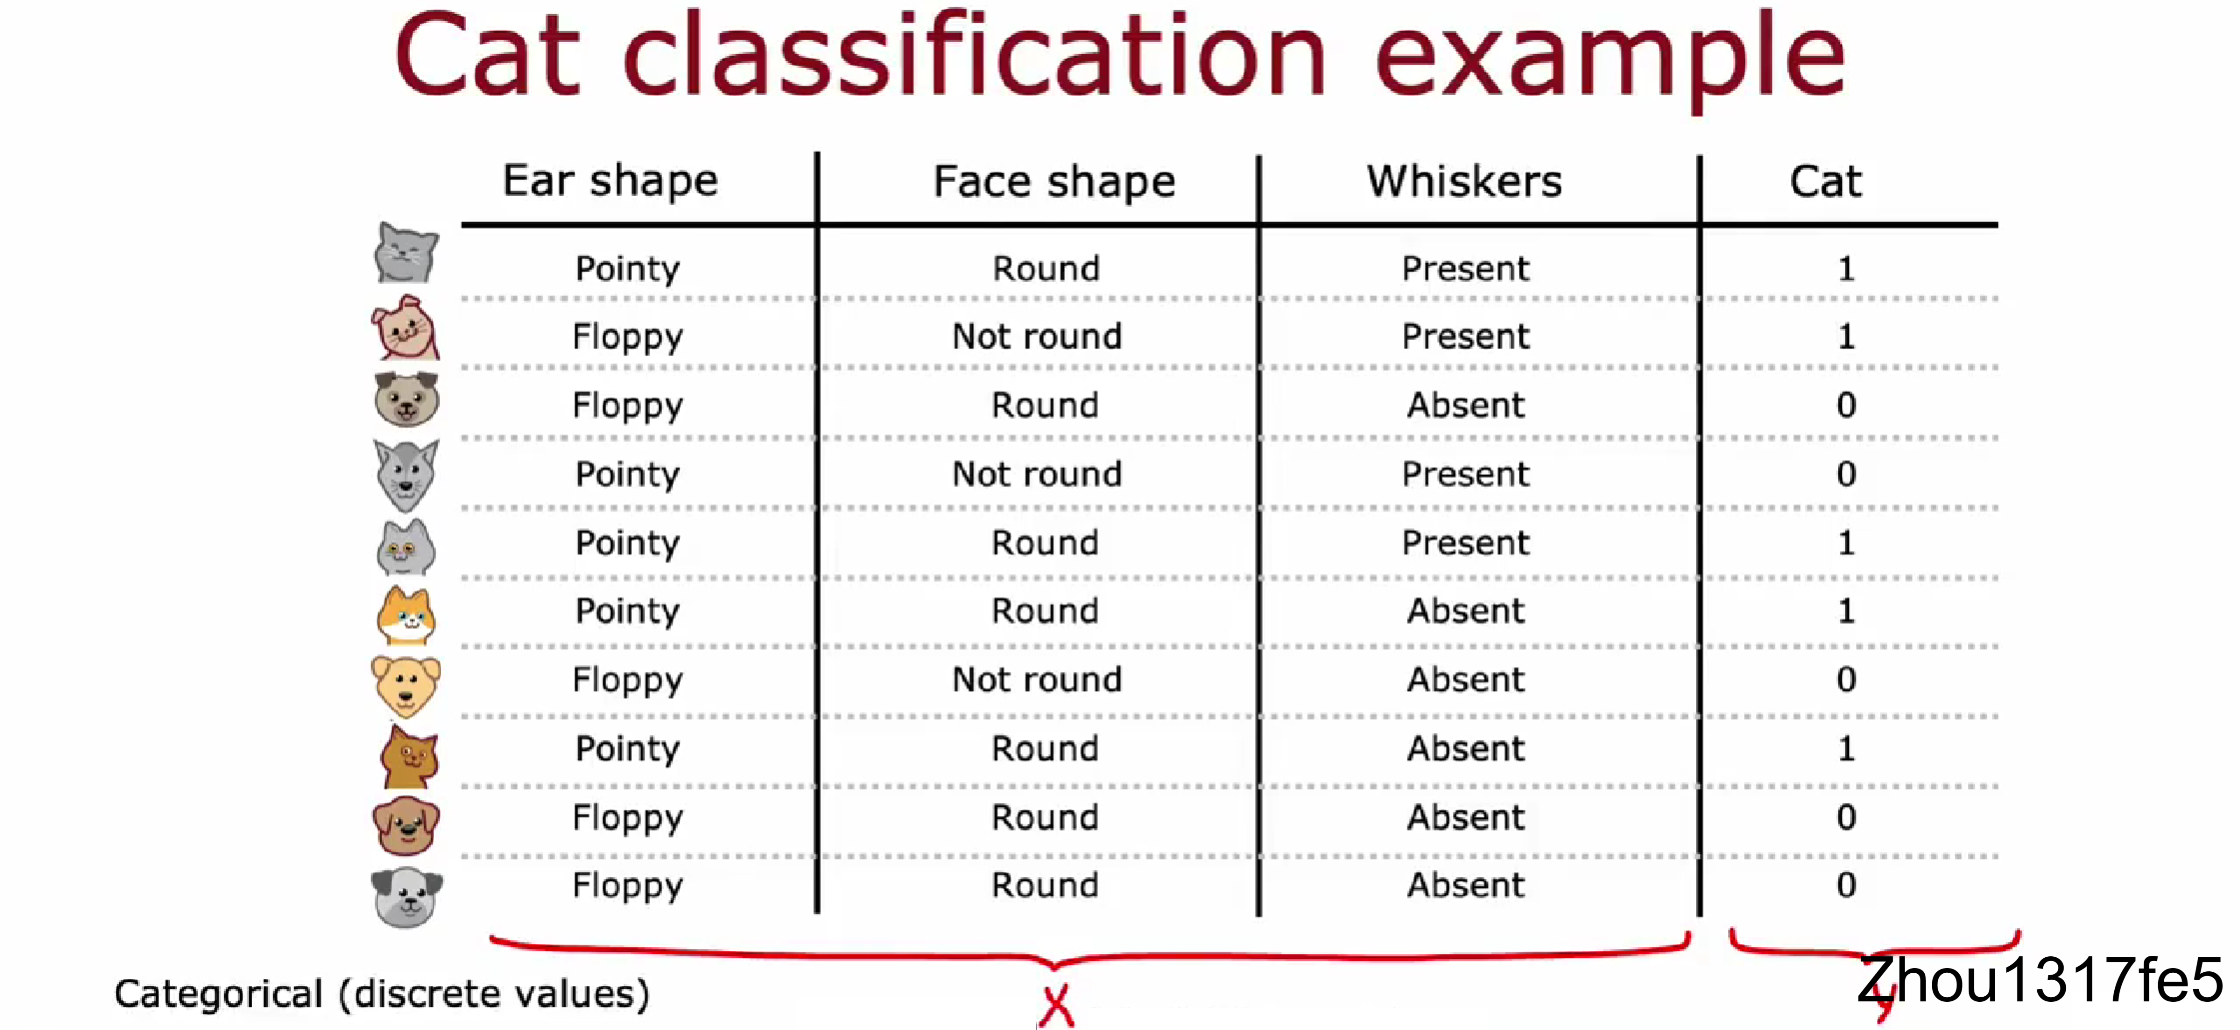 Cat classification example
Ear shape Face shape Whiskers Cat
Pointy Round Present 1
Floppy Not round Present 1
Floppy Round Absent 0
Pointy Not round Present 0
Pointy Round Present 1
Pointy Round Absent 1
Floppy Not round Absent 0
Pointy Round Absent 1
Floppy Round Absent 0
Floppy Round Absent 0
Categorical (discrete values)
X y
Zhou1317fe5